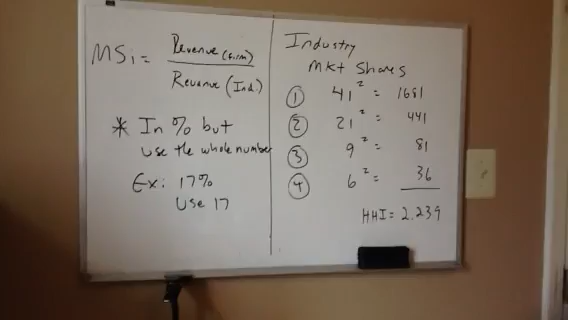 MSi = Revenue (firm)
Revenue (Ind.)
* In % but
use the whole number
Ex: 17%
Use 17
Industry
Mkt Shares
① 41² = 1681
② 21² = 441
③ 9² = 81
④ 6² = 36
HHI = 2,239